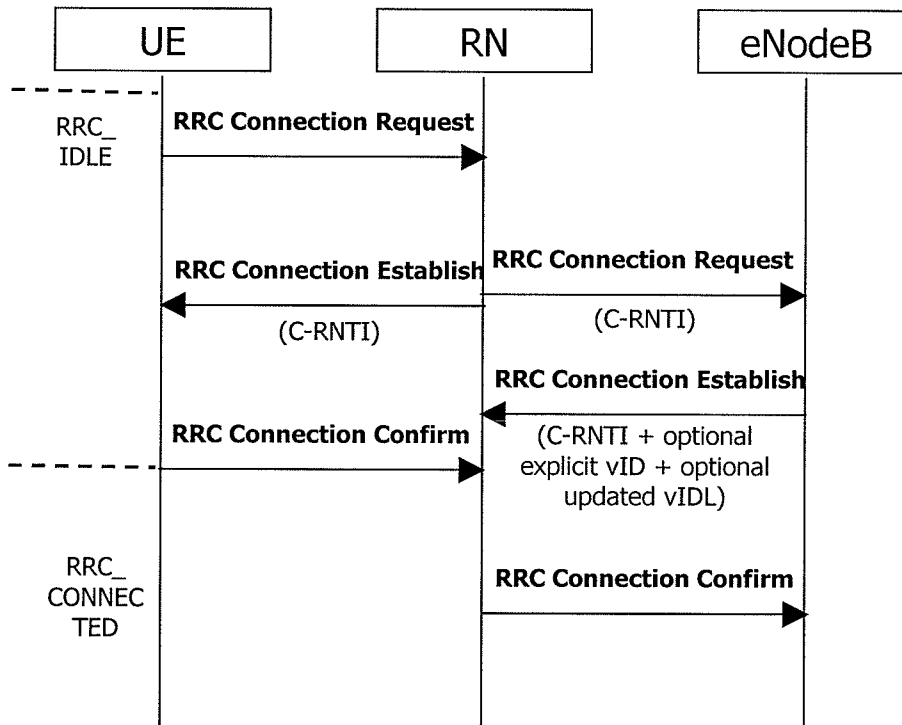 UE
RN
eNodeB
RRC_
IDLE
RRC Connection Request
RRC Connection Establish
(C-RNTI)
RRC Connection Request
(C-RNTI)
RRC Connection Establish
(C-RNTI + optional
explicit vID + optional
updated vIDL)
RRC Connection Confirm
RRC_
CONNEC
TED
RRC Connection Confirm